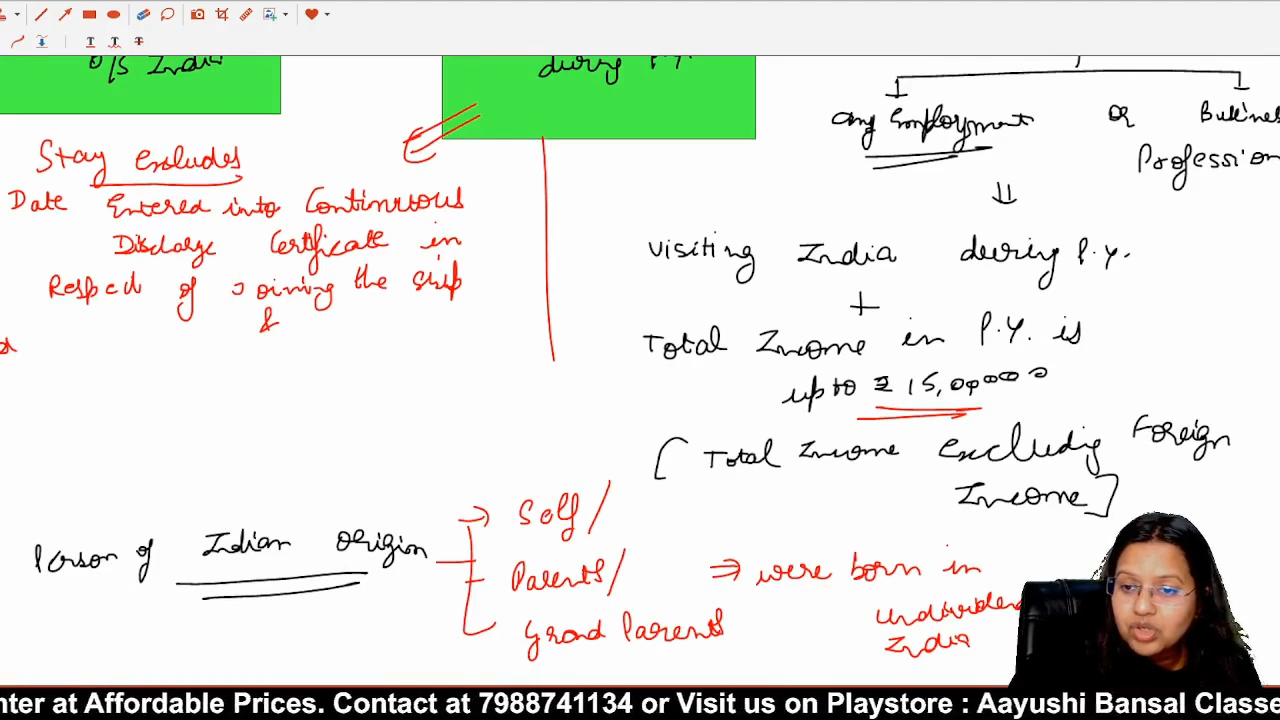 O/S India
during P.Y.
any Employment or Business
Profession
Stay excludes
Date Entered into Continuous
Discharge Certificate in
Respect of Joining the ship
&
visiting India during P.Y.
+
Total Income in P.Y. is
upto ₹ 15,00,000
[Total Income Excluding Foreign
Income]
Person of Indian origin
Self/
Parents/
Grand Parents
⇒ were born in
undivided
India
nter at Affordable Prices. Contact at 7988741134 or Visit us on Playstore : Aayushi Bansal Classe